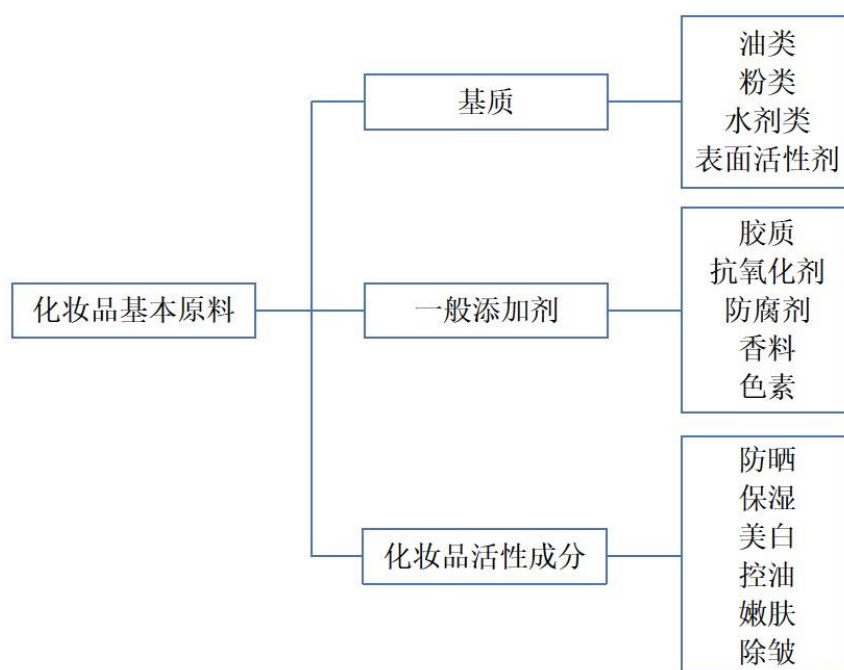 化妆品基本原料
基质
油类
粉类
水剂类
表面活性剂
一般添加剂
胶质
抗氧化剂
防腐剂
香料
色素
化妆品活性成分
防晒
保湿
美白
控油
嫩肤
除皱